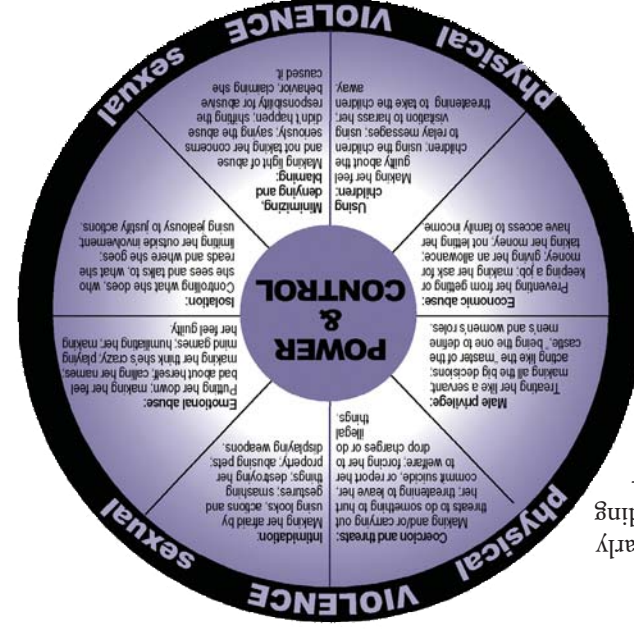 arly
ding
physical
VIOLENCE
sexual
Coercion and threats:
Making and/or carrying out
threats to do something to hurt
her; threatening to leave her,
commit suicide, or report her
to welfare; forcing her to
drop charges or do
illegal
things.
Intimidation:
Making her afraid by
using looks, actions and
gestures; smashing
things; destroying her
property; abusing pets;
displaying weapons.
Male privilege:
Treating her like a servant;
making all the big decisions;
acting like the "master of the
castle," being the one to define
men's and women's roles.
POWER
&
CONTROL
Emotional abuse:
Putting her down; making her feel
bad about herself; calling her names;
making her think she's crazy; playing
mind games; humiliating her; making
her feel guilty.
Economic abuse:
Preventing her from getting or
keeping a job; making her ask for
money; giving her an allowance;
taking her money; not letting her
have access to family income.
Isolation:
Controlling what she does, who
she sees and talks to, what she
reads and where she goes;
limiting her outside involvement;
using jealousy to justify actions.
Using
children:
Making her feel
guilty about the
children; using the children
to relay messages; using
visitation to harass her;
threatening to take the children
away.
Minimizing,
denying and
blaming:
Making light of abuse
and not taking her concerns
seriously; saying the abuse
didn't happen; shifting the
responsibility for abusive
behavior, claiming she
caused it.
physical
VIOLENCE
sexual